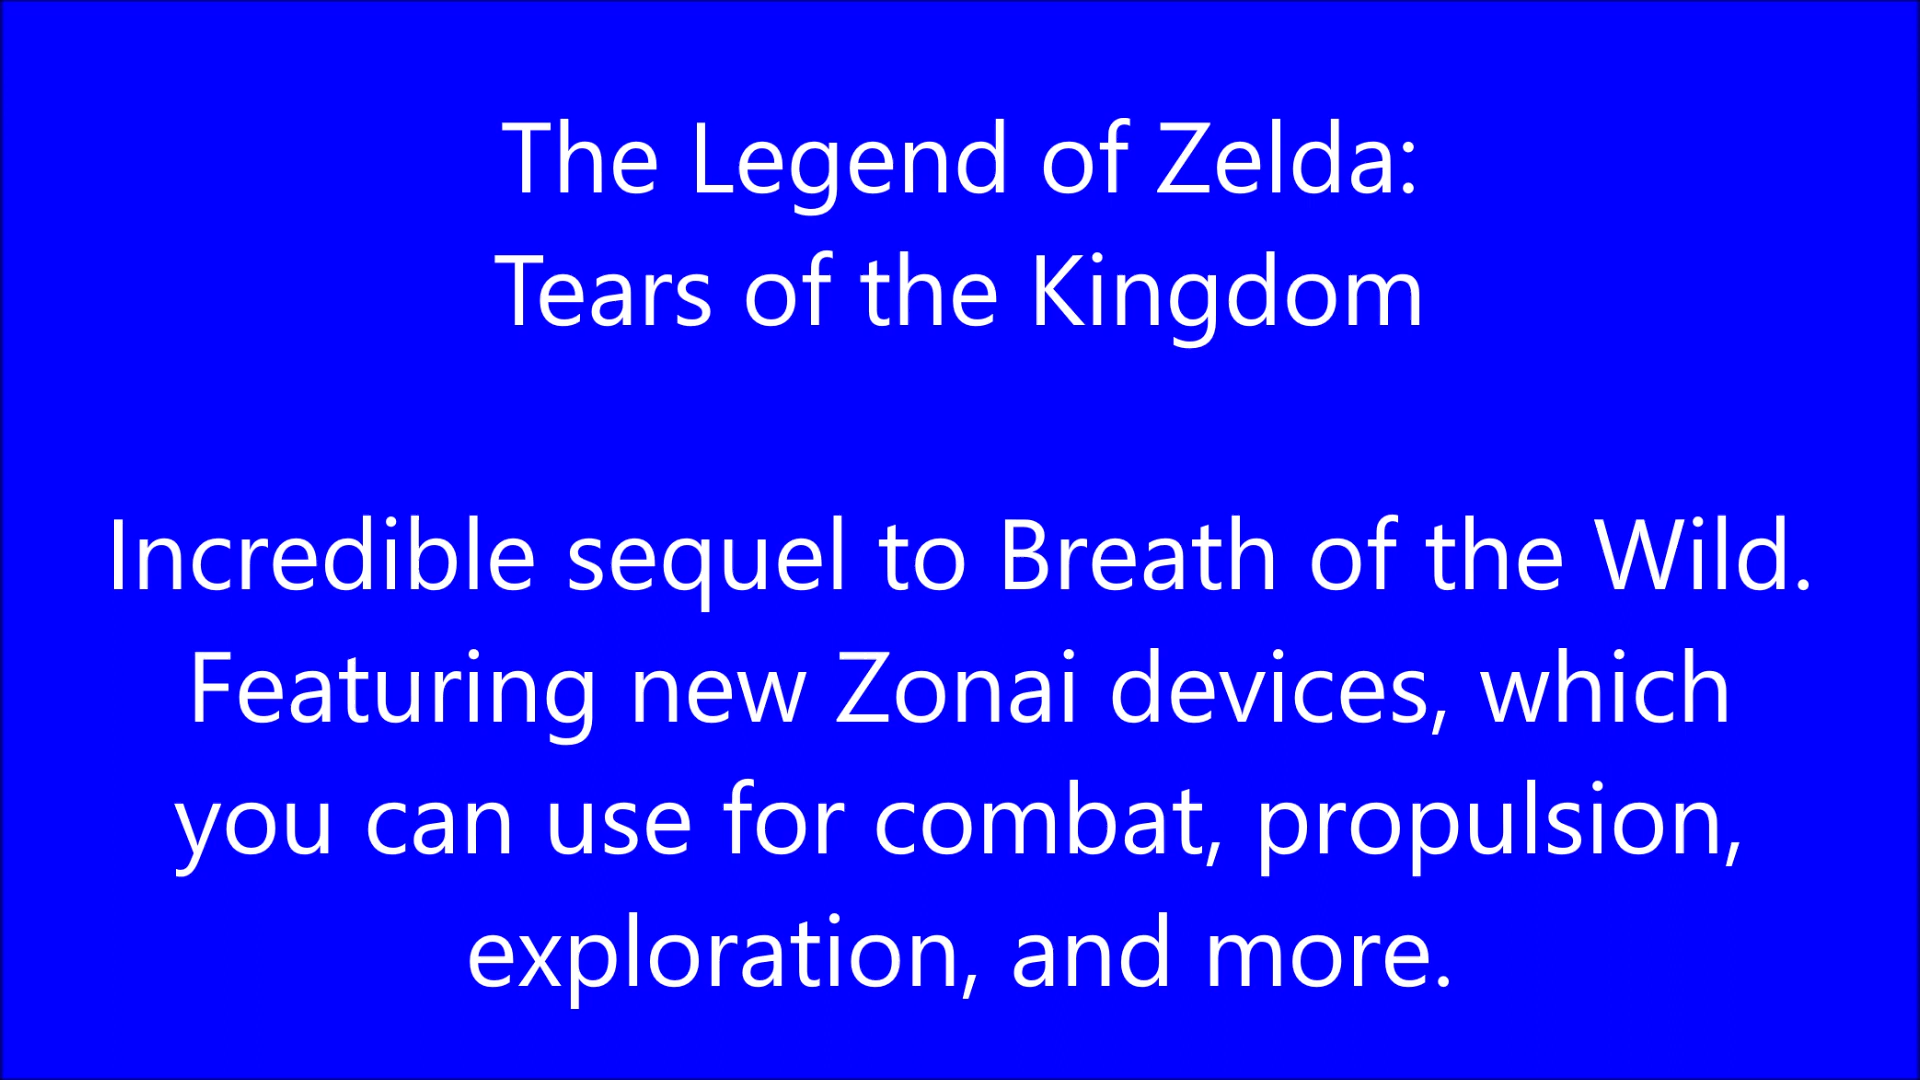 The Legend of Zelda:
Tears of the Kingdom
Incredible sequel to Breath of the Wild.
Featuring new Zonai devices, which
you can use for combat, propulsion,
exploration, and more.